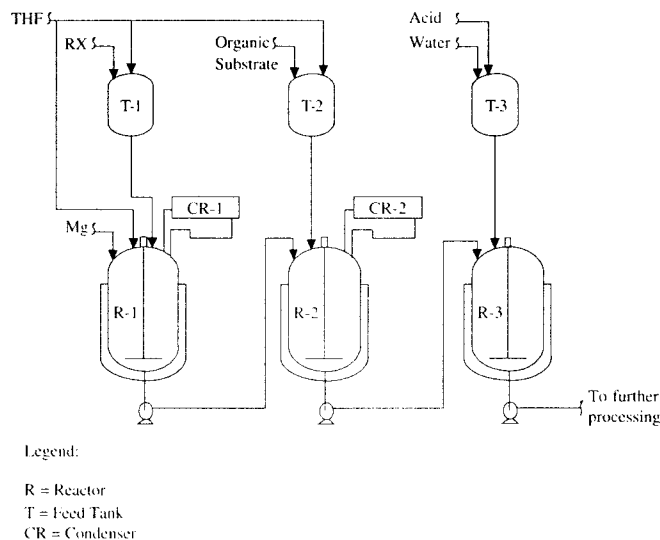 THF
RX
Organic
Substrate
Acid
Water
T-1
T-2
T-3
CR-1
CR-2
Mg
R-1
R-2
R-3
To further
processing
Legend:
R = Reactor
T = Feed Tank
CR = Condenser